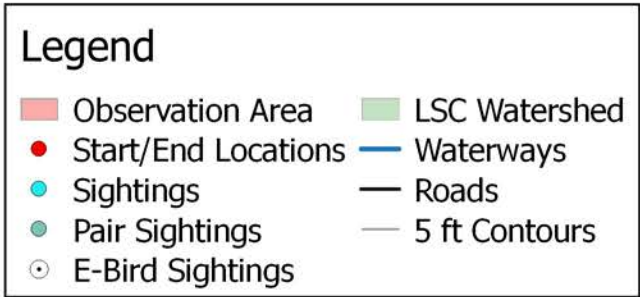 Legend
Observation Area
Start/End Locations
Sightings
Pair Sightings
E-Bird Sightings
LSC Watershed
Waterways
Roads
5 ft Contours